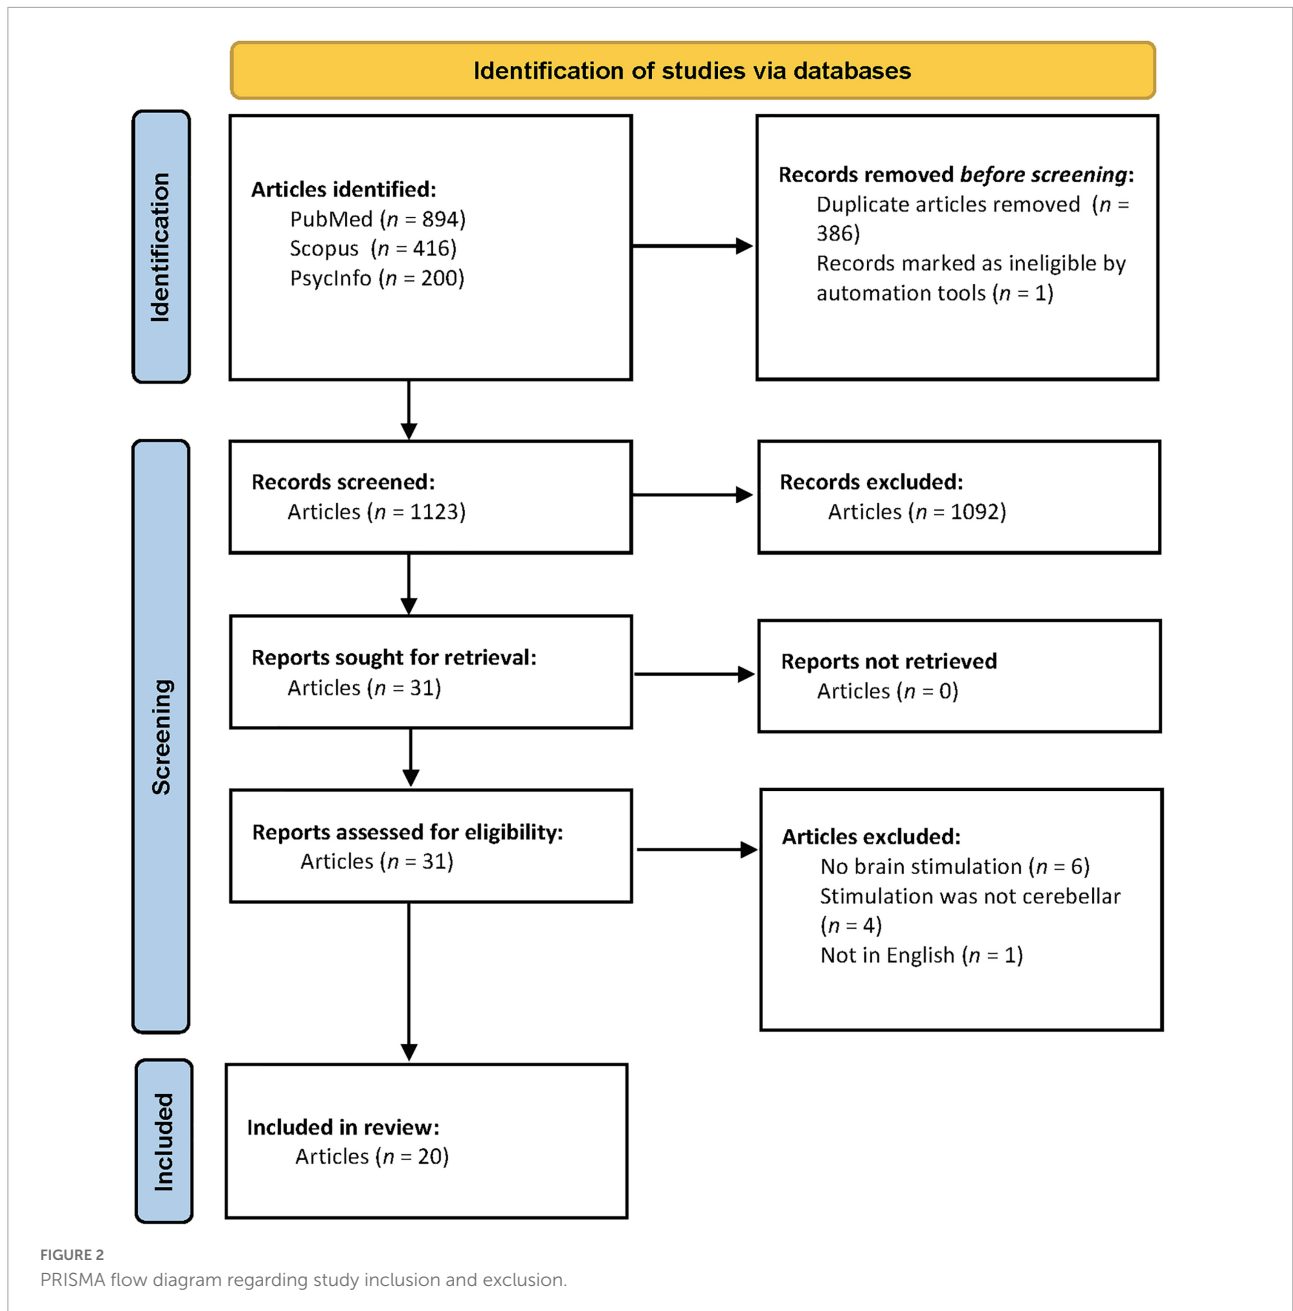 Identification of studies via databases
Identification
Articles identified:
PubMed (n = 894)
Scopus (n = 416)
PsycInfo (n = 200)
Records removed before screening:
Duplicate articles removed (n =
386)
Records marked as ineligible by
automation tools (n = 1)
Screening
Records screened:
Articles (n = 1123)
Records excluded:
Articles (n = 1092)
Reports sought for retrieval:
Articles (n = 31)
Reports not retrieved
Articles (n = 0)
Reports assessed for eligibility:
Articles (n = 31)
Articles excluded:
No brain stimulation (n = 6)
Stimulation was not cerebellar
(n = 4)
Not in English (n = 1)
Included
Included in review:
Articles (n = 20)
FIGURE 2
PRISMA flow diagram regarding study inclusion and exclusion.